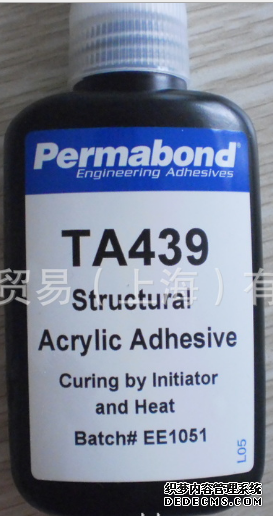 Permabond®
Engineering Adhesives
TA439
贸易（上海）有
Structural
Acrylic Adhesive
Curing by Initiator
and Heat
Batch# EE1051
L05
织梦内容管理系统
DEDECMS.COM